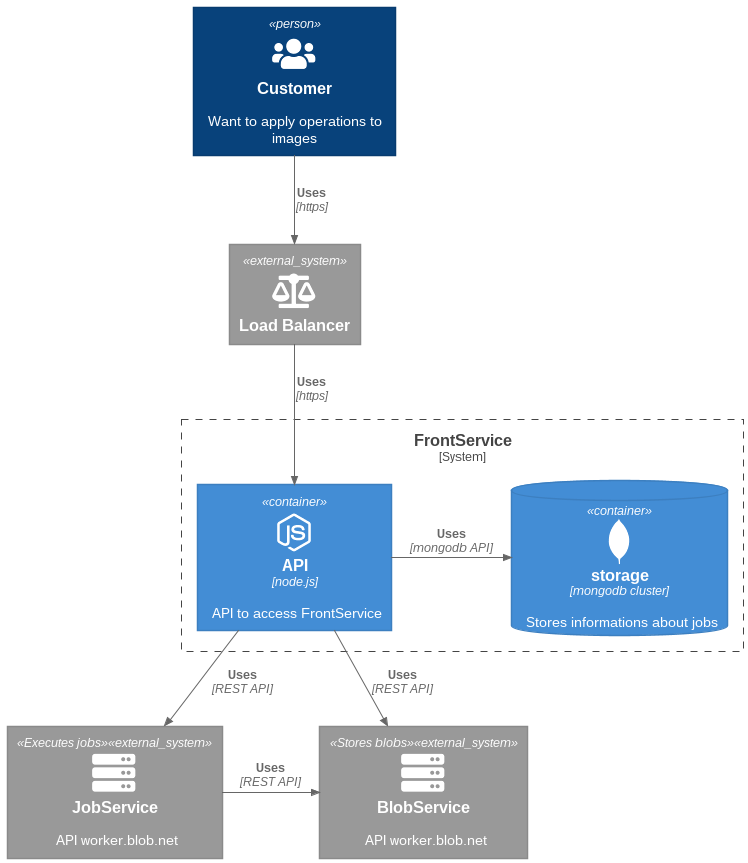 «person»
Customer
Want to apply operations to
images
Uses
[https]
«external_system»
Load Balancer
Uses
[https]
FrontService
[System]
«container»
JS
API
[node.js]
API to access FrontService
Uses
[mongodb API]
«container»
storage
[mongodb cluster]
Stores informations about jobs
Uses
[REST API]
Uses
[REST API]
«Executes jobs»«external_system»
JobService
API worker.blob.net
Uses
[REST API]
«Stores blobs»«external_system»
BlobService
API worker.blob.net